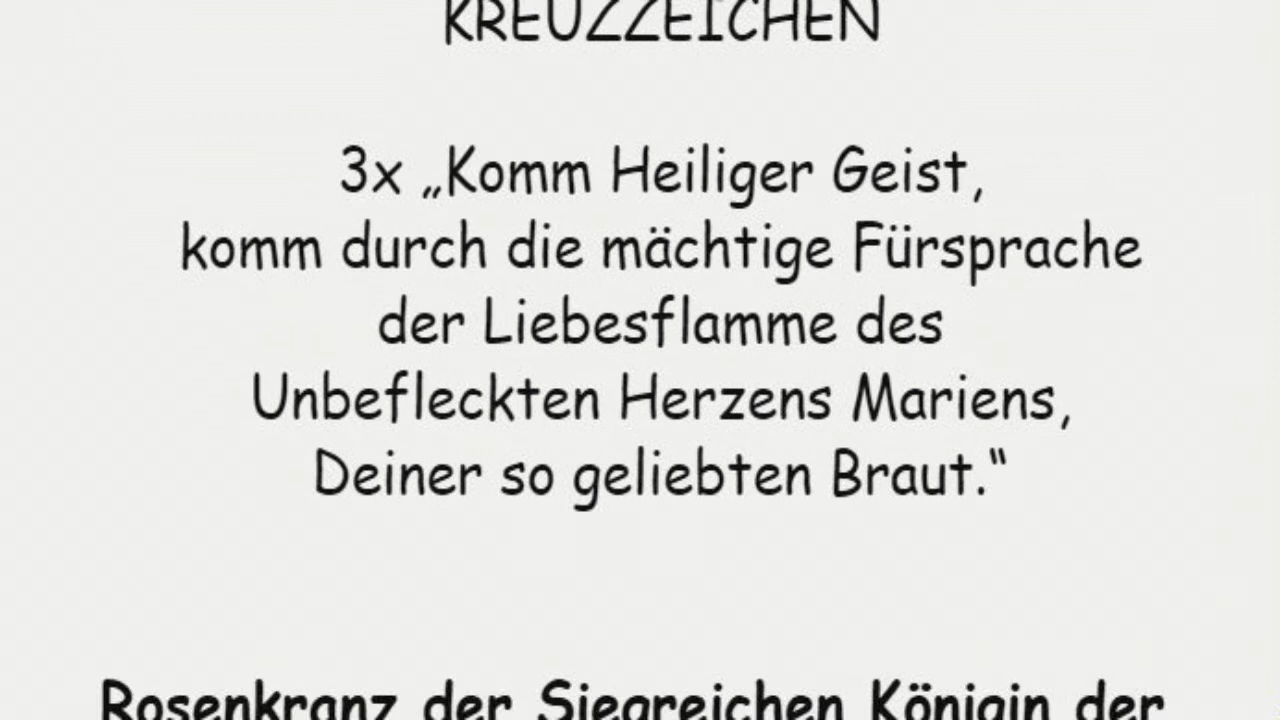 KREUZZEICHEN
3x „Komm Heiliger Geist,
komm durch die mächtige Fürsprache
der Liebesflamme des
Unbefleckten Herzens Mariens,
Deiner so geliebten Braut.“
Rosenkranz der Siegreichen Königin der